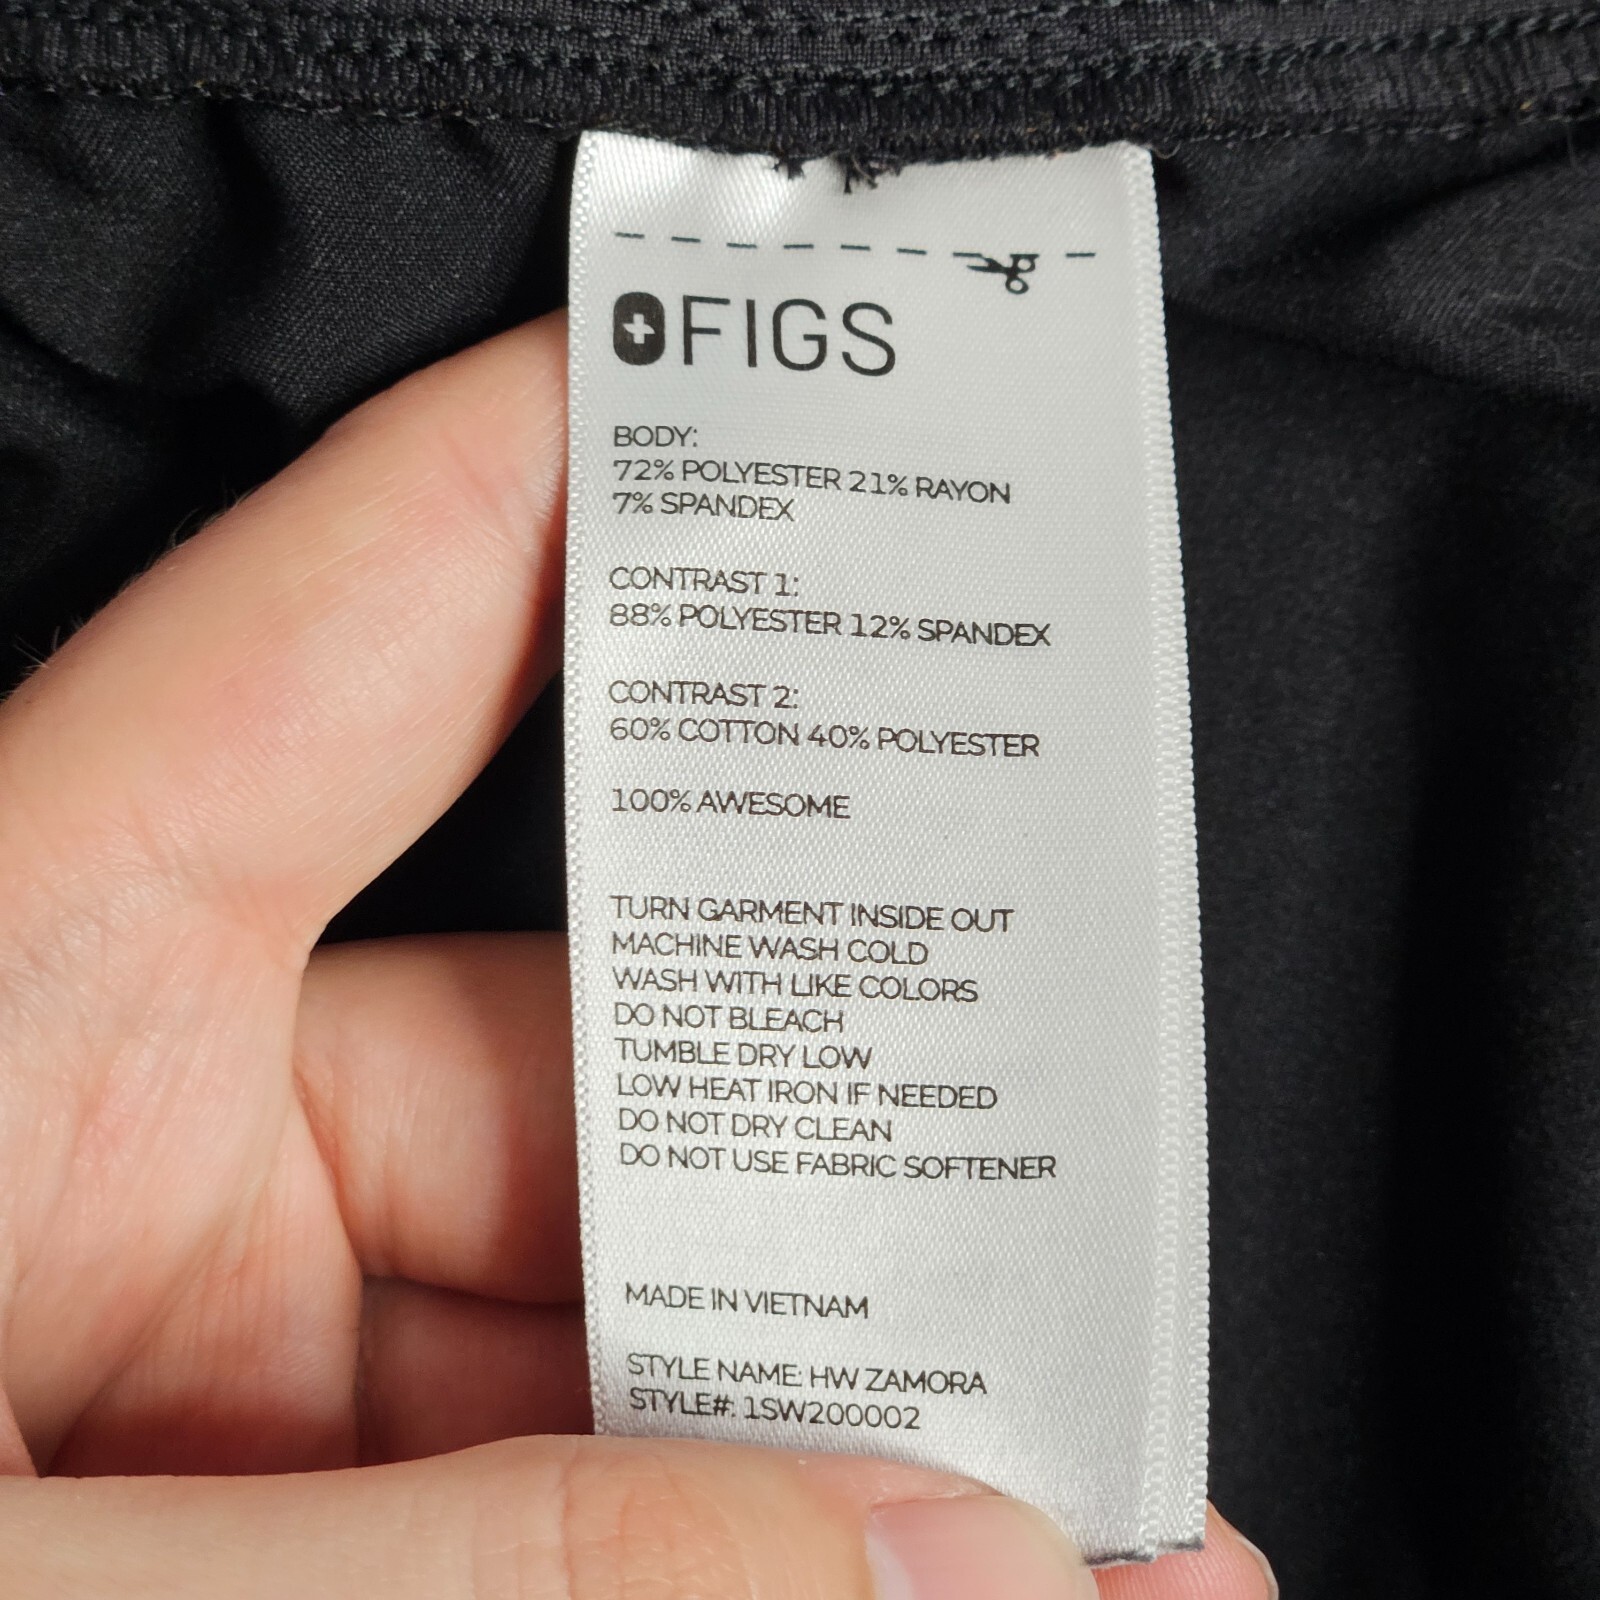 FIGS
BODY:
72% POLYESTER 21% RAYON
7% SPANDEX
CONTRAST 1:
88% POLYESTER 12% SPANDEX
CONTRAST 2:
60% COTTON 40% POLYESTER
100% AWESOME
TURN GARMENT INSIDE OUT
MACHINE WASH COLD
WASH WITH LIKE COLORS
DO NOT BLEACH
TUMBLE DRY LOW
LOW HEAT IRON IF NEEDED
DO NOT DRY CLEAN
DO NOT USE FABRIC SOFTENER
MADE IN VIETNAM
STYLE NAME: HW ZAMORA
STYLE#: 1SW200002